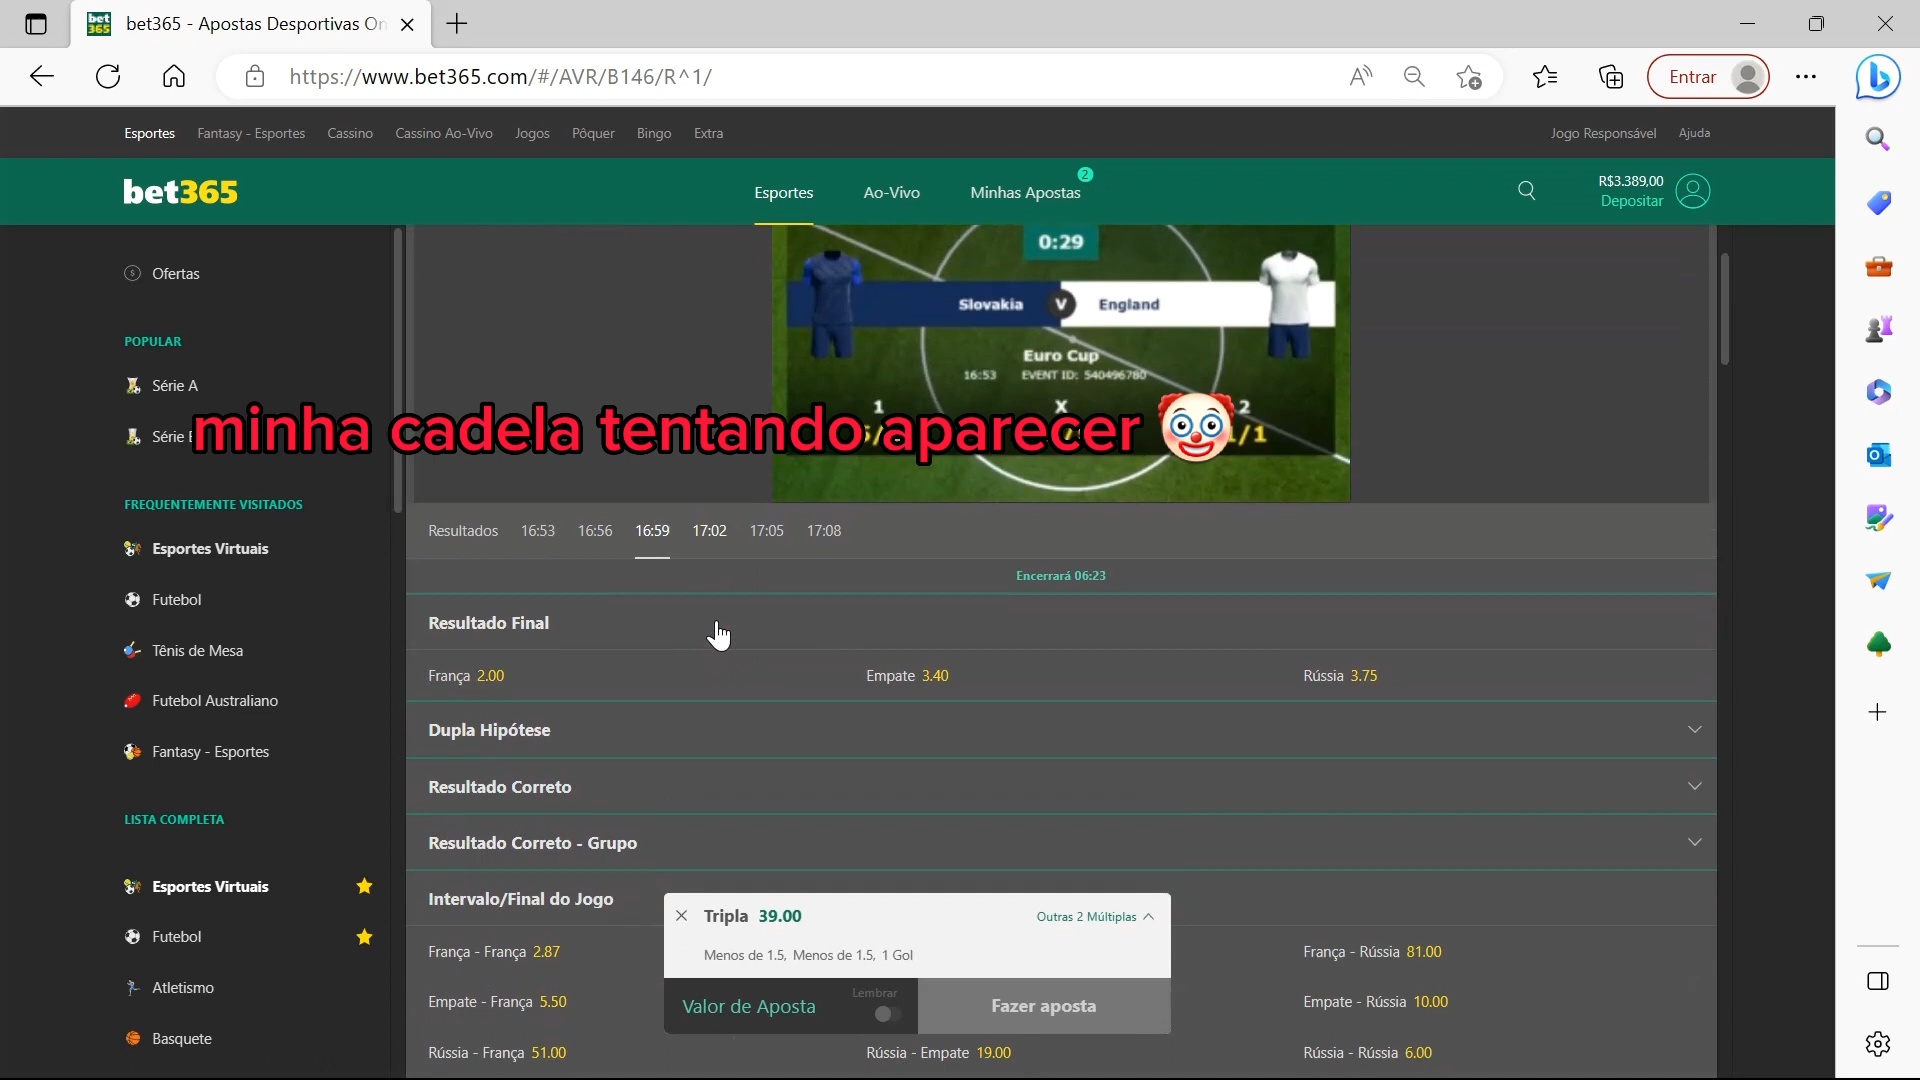 bet365 - Apostas Desportivas On
https://www.bet365.com/#/AVR/B146/R^1/
Entrar
Esportes Fantasy - Esportes Cassino Cassino Ao-Vivo Jogos Pôquer Bingo Extra
Jogo Responsável Ajuda
bet365
Esportes Ao-Vivo Minhas Apostas 2
R$3.389,00
Depositar
Ofertas
POPULAR
Série A
Série
FREQUENTEMENTE VISITADOS
Esportes Virtuais
Futebol
Tênis de Mesa
Futebol Australiano
Fantasy - Esportes
LISTA COMPLETA
Esportes Virtuais
Futebol
Atletismo
Basquete
0:29
Slovakia V England
Euro Cup
16:53 EVENT ID: 540496780
1 X 2
minha cadela tentando aparecer 🤡
Resultados 16:53 16:56 16:59 17:02 17:05 17:08
Encerrará 06:23
Resultado Final
França 2.00 Empate 3.40 Rússia 3.75
Dupla Hipótese
Resultado Correto
Resultado Correto - Grupo
Intervalo/Final do Jogo
França - França 2.87 França - Rússia 81.00
Empate - França 5.50 Empate - Rússia 10.00
Rússia - França 51.00 Rússia - Empate 19.00 Rússia - Rússia 6.00
Tripla 39.00 Outras 2 Múltiplas
Menos de 1.5, Menos de 1.5, 1 Gol
Valor de Aposta Lembrar Fazer aposta